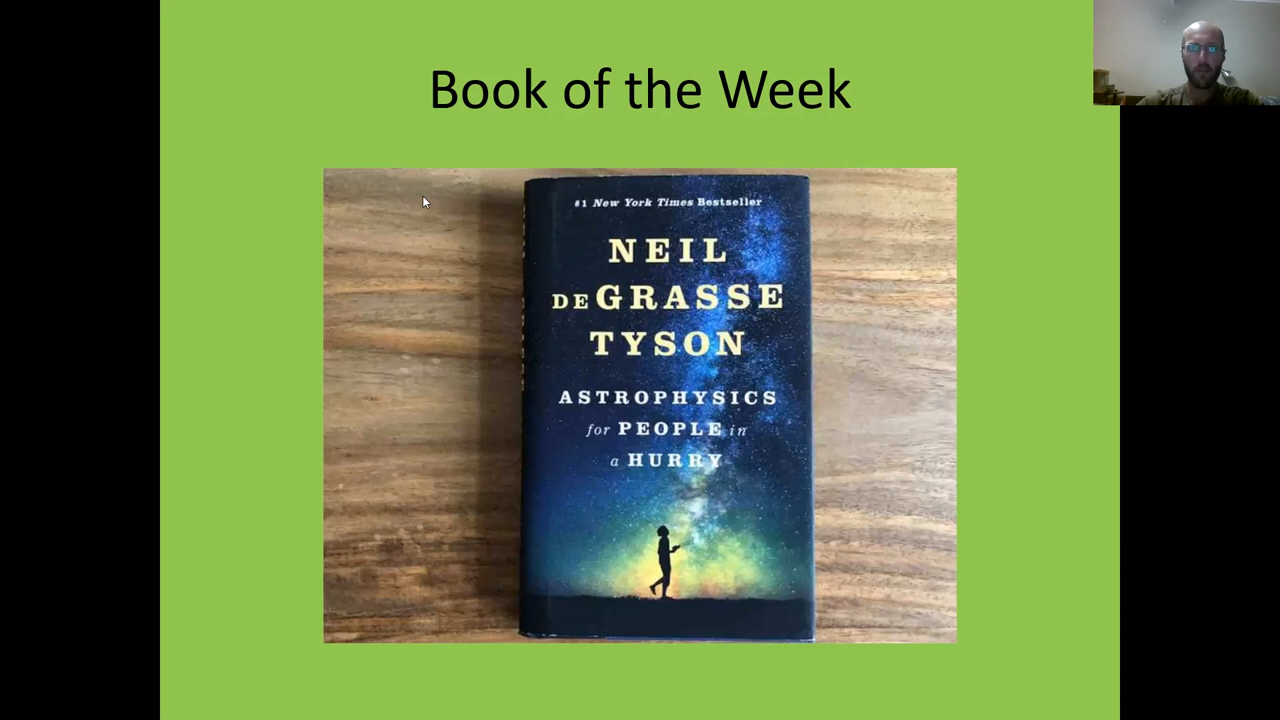 Book of the Week
#1 New York Times Bestseller
NEIL
DEGRASSE
TYSON
ASTROPHYSICS
for PEOPLE in
a HURRY